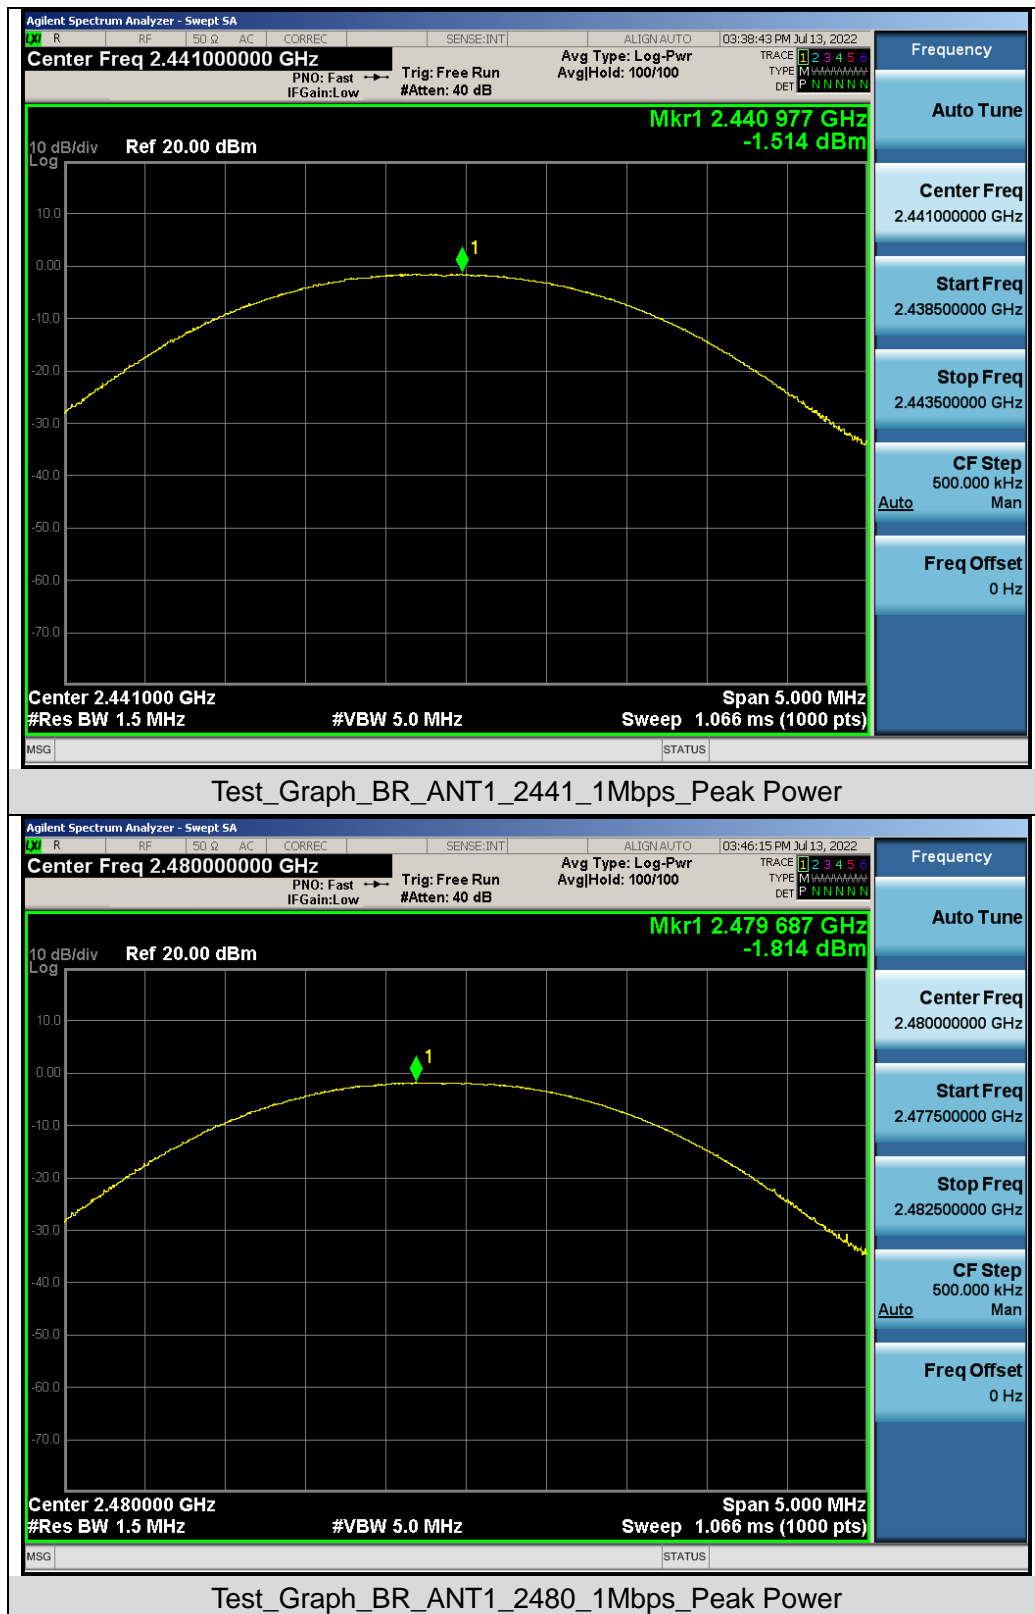 Agilent Spectrum Analyzer - Swept SA
LXI R RF 50 Ω AC CORREC SENSE:INT ALIGN AUTO 03:38:43 PM Jul 13, 2022
Center Freq 2.441000000 GHz
PNO: Fast
IFGain:Low
Trig: Free Run
#Atten: 40 dB
Avg Type: Log-Pwr
Avg|Hold: 100/100
TRACE 1 2 3 4 5 6
TYPE M WWWWW
DET P N N N N N
Frequency
Auto Tune
Center Freq
2.441000000 GHz
Start Freq
2.438500000 GHz
Stop Freq
2.443500000 GHz
CF Step
500.000 kHz
Auto Man
Freq Offset
0 Hz
Mkr1 2.440 977 GHz
-1.514 dBm
10 dB/div Ref 20.00 dBm
Log
10.0
1
0.00
-10.0
-20.0
-30.0
-40.0
-50.0
-60.0
-70.0
Center 2.441000 GHz Span 5.000 MHz
#Res BW 1.5 MHz #VBW 5.0 MHz Sweep 1.066 ms (1000 pts)
MSG STATUS
Test_Graph_BR_ANT1_2441_1Mbps_Peak Power
Agilent Spectrum Analyzer - Swept SA
LXI R RF 50 Ω AC CORREC SENSE:INT ALIGN AUTO 03:46:15 PM Jul 13, 2022
Center Freq 2.480000000 GHz
PNO: Fast
IFGain:Low
Trig: Free Run
#Atten: 40 dB
Avg Type: Log-Pwr
Avg|Hold: 100/100
TRACE 1 2 3 4 5 6
TYPE M WWWWW
DET P N N N N N
Frequency
Auto Tune
Center Freq
2.480000000 GHz
Start Freq
2.477500000 GHz
Stop Freq
2.482500000 GHz
CF Step
500.000 kHz
Auto Man
Freq Offset
0 Hz
Mkr1 2.479 687 GHz
-1.814 dBm
10 dB/div Ref 20.00 dBm
Log
10.0
1
0.00
-10.0
-20.0
-30.0
-40.0
-50.0
-60.0
-70.0
Center 2.480000 GHz Span 5.000 MHz
#Res BW 1.5 MHz #VBW 5.0 MHz Sweep 1.066 ms (1000 pts)
MSG STATUS
Test_Graph_BR_ANT1_2480_1Mbps_Peak Power